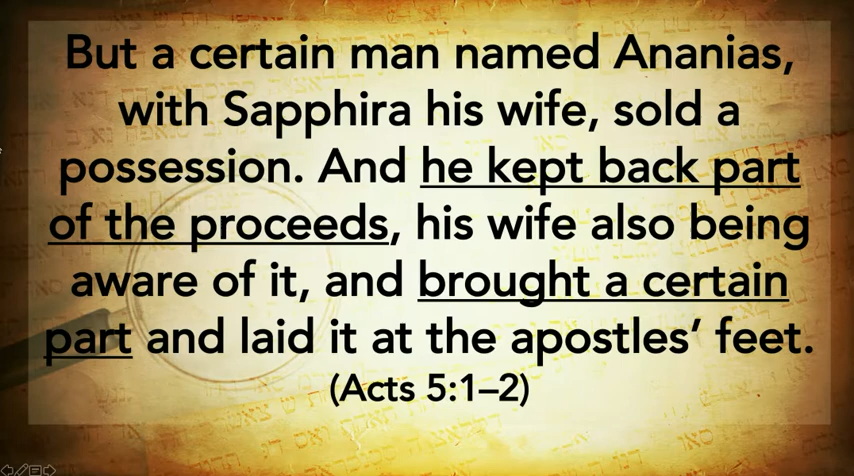 But a certain man named Ananias,
with Sapphira his wife, sold a
possession. And he kept back part
of the proceeds, his wife also being
aware of it, and brought a certain
part and laid it at the apostles’ feet.
(Acts 5:1–2)